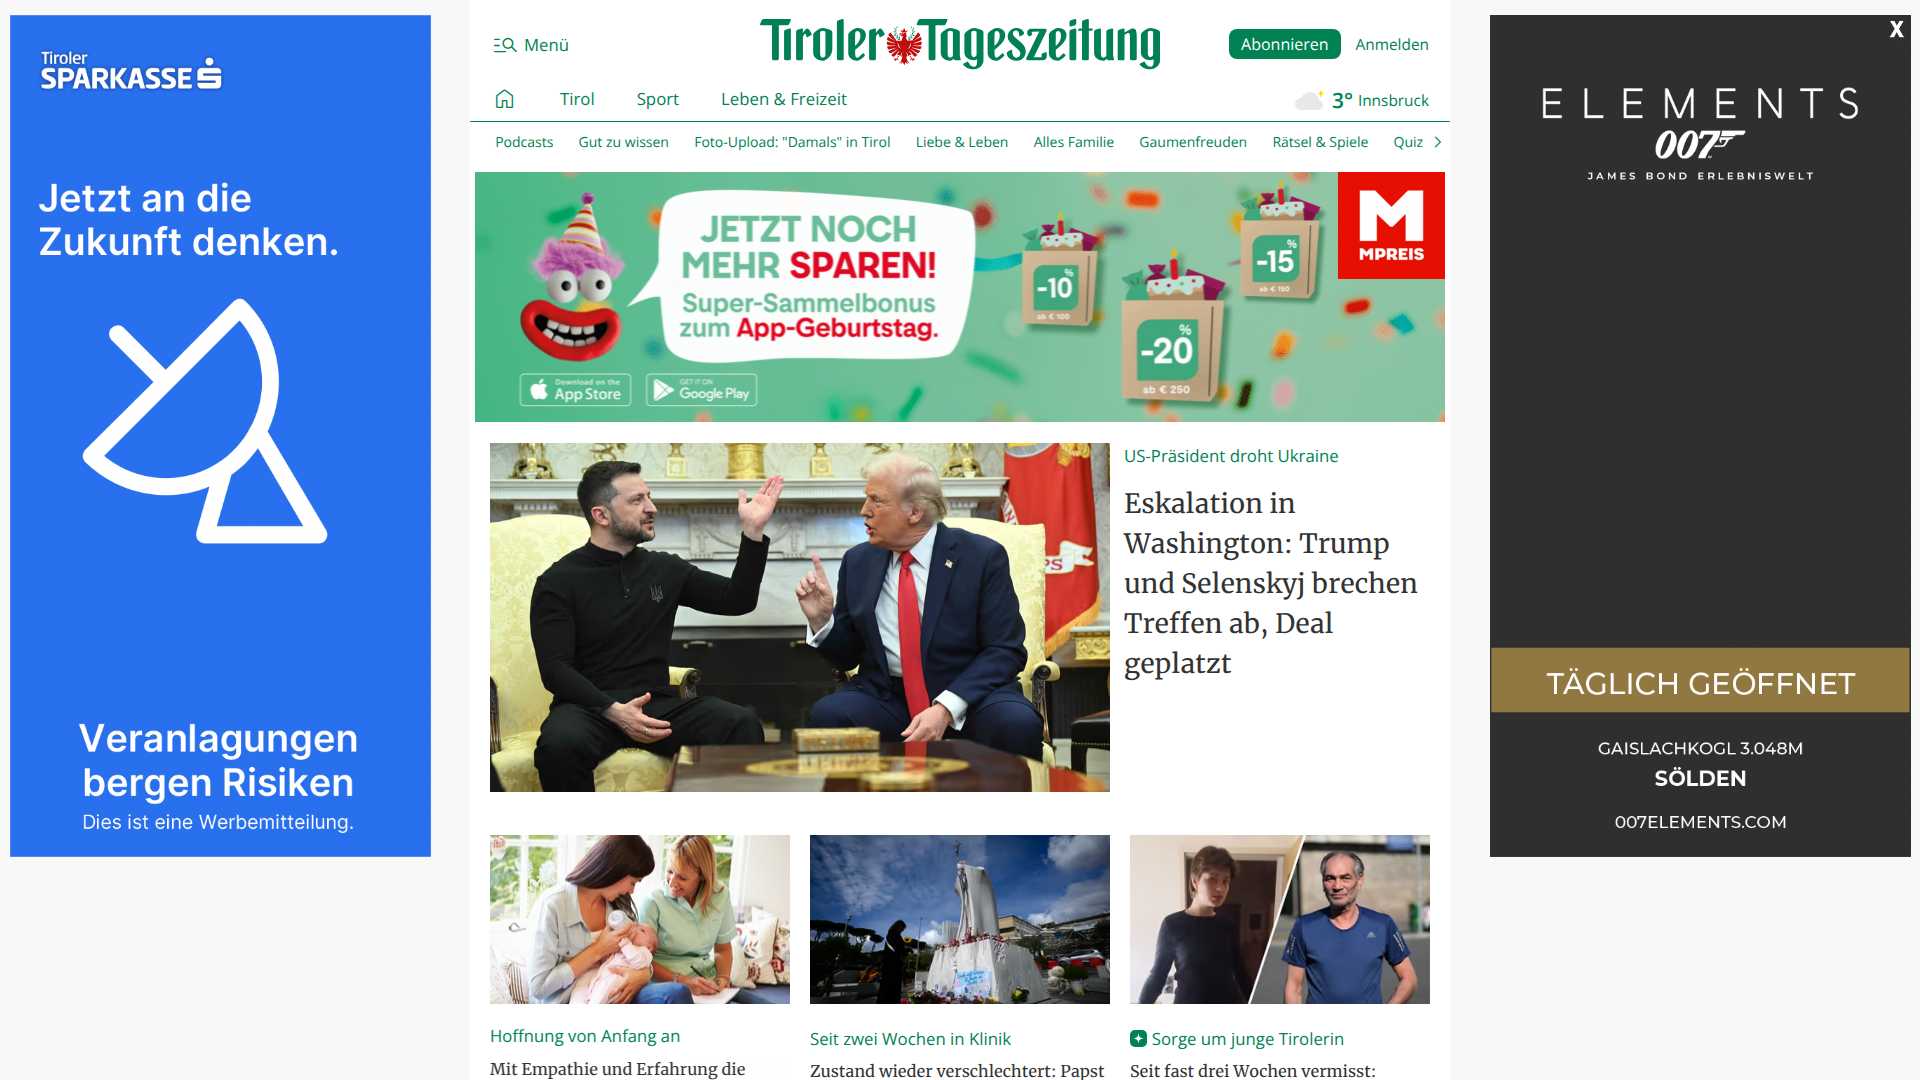 Tiroler
SPARKASSE
Jetzt an die
Zukunft denken.
Veranlagungen
bergen Risiken
Dies ist eine Werbemitteilung.
Menü
Tiroler Tageszeitung
Abonnieren
Anmelden
Tirol
Sport
Leben & Freizeit
3° Innsbruck
Podcasts
Gut zu wissen
Foto-Upload: "Damals" in Tirol
Liebe & Leben
Alles Familie
Gaumenfreuden
Rätsel & Spiele
Quiz
JETZT NOCH
MEHR SPAREN!
Super-Sammelbonus
zum App-Geburtstag.
Download on the
App Store
GET IT ON
Google Play
-10%
ab € 100
-20%
ab € 250
-15%
ab € 150
M
MPREIS
US-Präsident droht Ukraine
Eskalation in
Washington: Trump
und Selenskyj brechen
Treffen ab, Deal
geplatzt
Hoffnung von Anfang an
Mit Empathie und Erfahrung die
Seit zwei Wochen in Klinik
Zustand wieder verschlechtert: Papst
Sorge um junge Tirolerin
Seit fast drei Wochen vermisst:
X
ELEMENTS
007
JAMES BOND ERLEBNISWELT
TÄGLICH GEÖFFNET
GAISLACHKOGL 3.048M
SÖLDEN
007ELEMENTS.COM